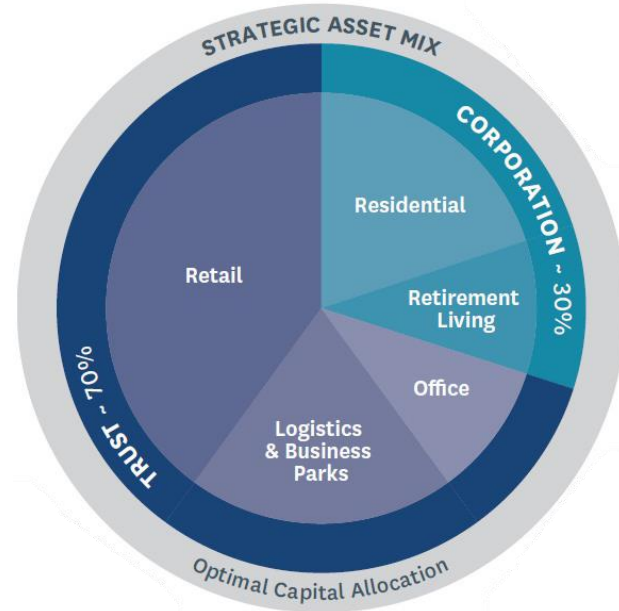 STRATEGIC ASSET MIX
CORPORATION ~ 30%
Residential
Retail
Retirement
Living
Office
Logistics
& Business
Parks
TRUST ~ 70%
Optimal Capital Allocation